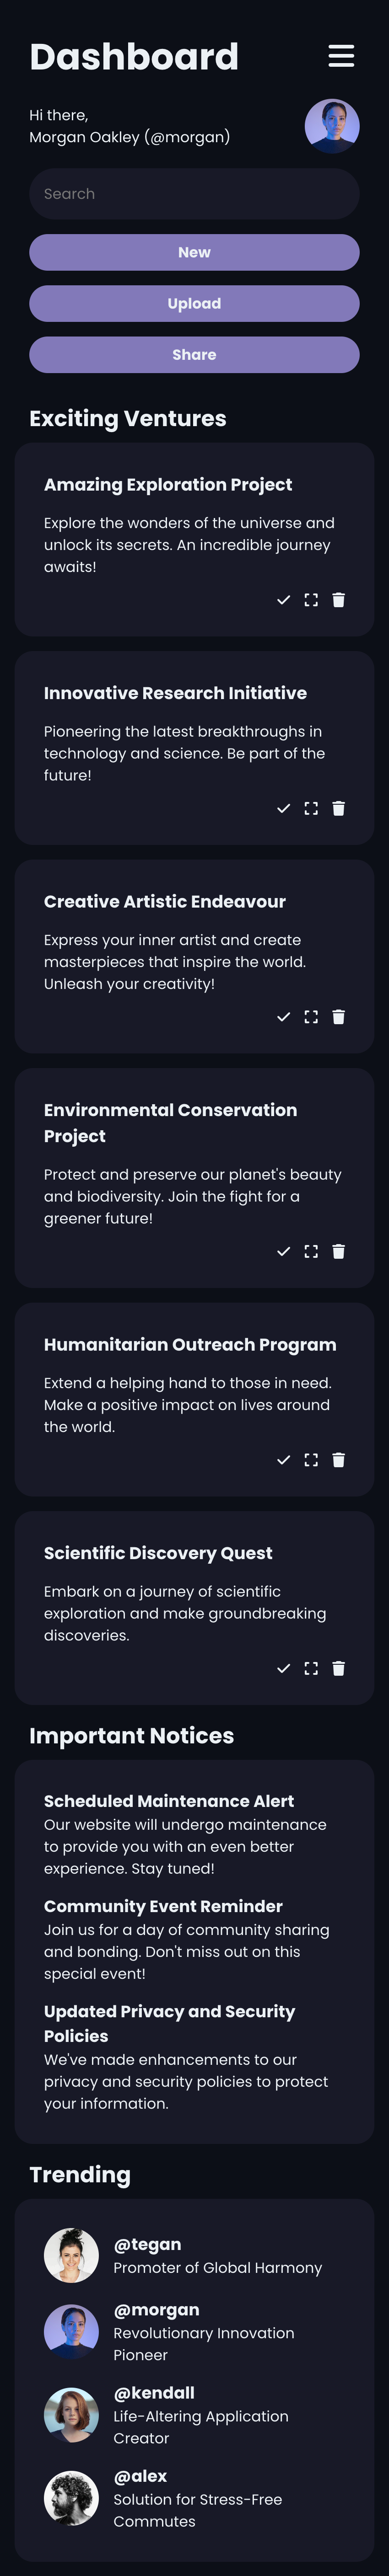 Dashboard
Hi there,
Morgan Oakley (@morgan)
Search
New
Upload
Share
Exciting Ventures
Amazing Exploration Project
Explore the wonders of the universe and
unlock its secrets. An incredible journey
awaits!
Innovative Research Initiative
Pioneering the latest breakthroughs in
technology and science. Be part of the
future!
Creative Artistic Endeavour
Express your inner artist and create
masterpieces that inspire the world.
Unleash your creativity!
Environmental Conservation
Project
Protect and preserve our planet's beauty
and biodiversity. Join the fight for a
greener future!
Humanitarian Outreach Program
Extend a helping hand to those in need.
Make a positive impact on lives around
the world.
Scientific Discovery Quest
Embark on a journey of scientific
exploration and make groundbreaking
discoveries.
Important Notices
Scheduled Maintenance Alert
Our website will undergo maintenance
to provide you with an even better
experience. Stay tuned!
Community Event Reminder
Join us for a day of community sharing
and bonding. Don't miss out on this
special event!
Updated Privacy and Security
Policies
We've made enhancements to our
privacy and security policies to protect
your information.
Trending
@tegan
Promoter of Global Harmony
@morgan
Revolutionary Innovation
Pioneer
@kendall
Life-Altering Application
Creator
@alex
Solution for Stress-Free
Commutes